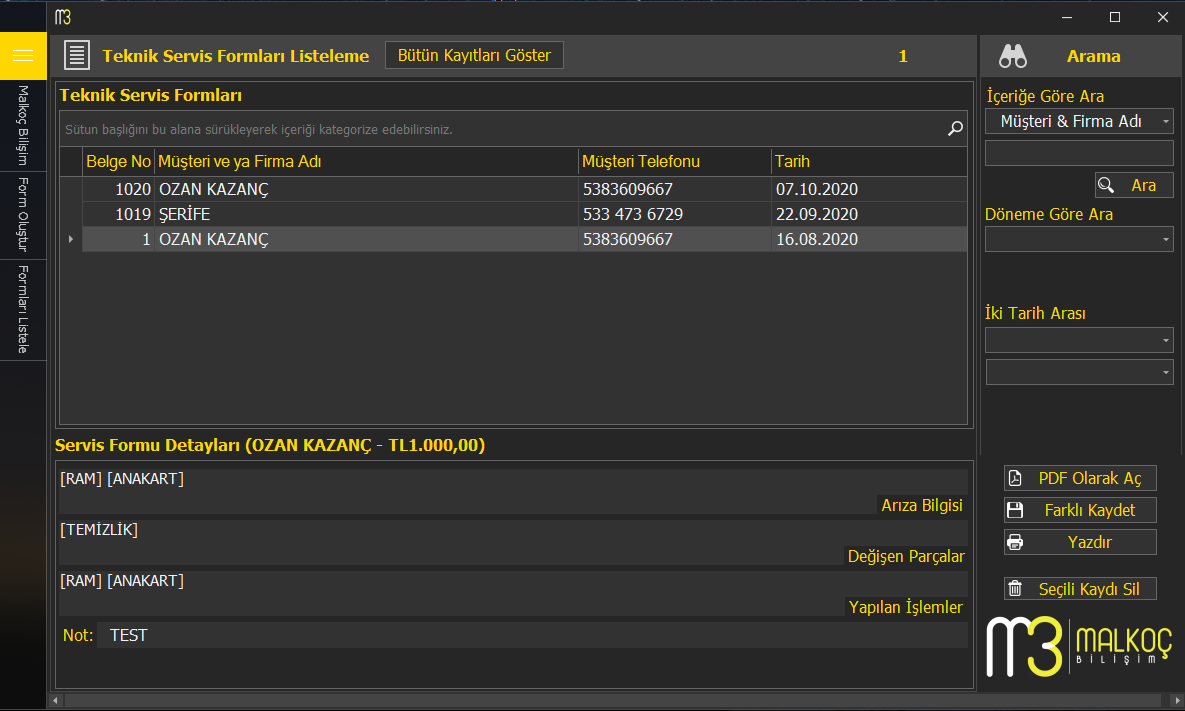 m3
Teknik Servis Formları Listeleme
Bütün Kayıtları Göster
1
Arama
Malkoç Bilişim
Form Oluştur
Formları Listele
Teknik Servis Formları
Sütun başlığını bu alana sürükleyerek içeriği kategorize edebilirsiniz.
Belge No Müşteri ve ya Firma Adı Müşteri Telefonu Tarih
1020 OZAN KAZANÇ 5383609667 07.10.2020
1019 ŞERİFE 533 473 6729 22.09.2020
1 OZAN KAZANÇ 5383609667 16.08.2020
Servis Formu Detayları (OZAN KAZANÇ - TL1.000,00)
[RAM] [ANAKART]
Arıza Bilgisi
[TEMİZLİK]
Değişen Parçalar
[RAM] [ANAKART]
Yapılan İşlemler
Not: TEST
İçeriğe Göre Ara
Müşteri & Firma Adı
Ara
Döneme Göre Ara
İki Tarih Arası
PDF Olarak Aç
Farklı Kaydet
Yazdır
Seçili Kaydı Sil
m3 MALKOÇ
BİLİŞİM